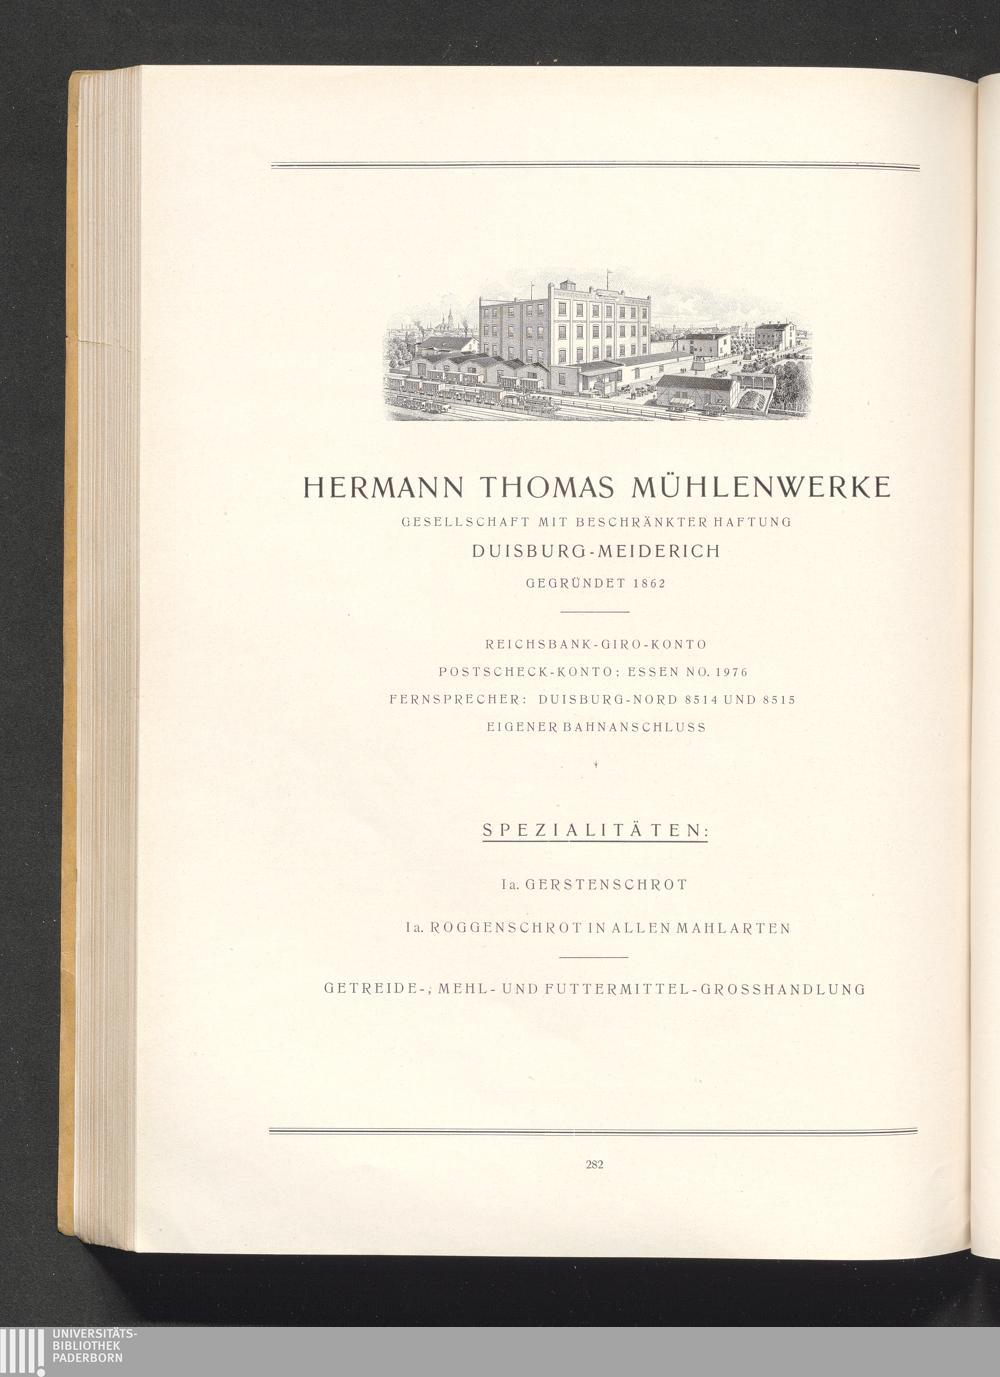 HERMANN THOMAS MÜHLENWERKE
GESELLSCHAFT MIT BESCHRÄNKTER HAFTUNG
DUISBURG-MEIDERICH
GEGRÜNDET 1862
REICHSBANK-GIRO-KONTO
POSTSCHECK-KONTO: ESSEN NO. 1976
FERNSPRECHER: DUISBURG-NORD 8514 UND 8515
EIGENER BAHNANSCHLUSS
SPEZIALITÄTEN:
Ia. GERSTENSCHROT
Ia. ROGGENSCHROT IN ALLEN MAHLARTEN
GETREIDE-, MEHL- UND FUTTERMITTEL-GROSSHANDLUNG
282
UNIVERSITÄTS-
BIBLIOTHEK
PADERBORN